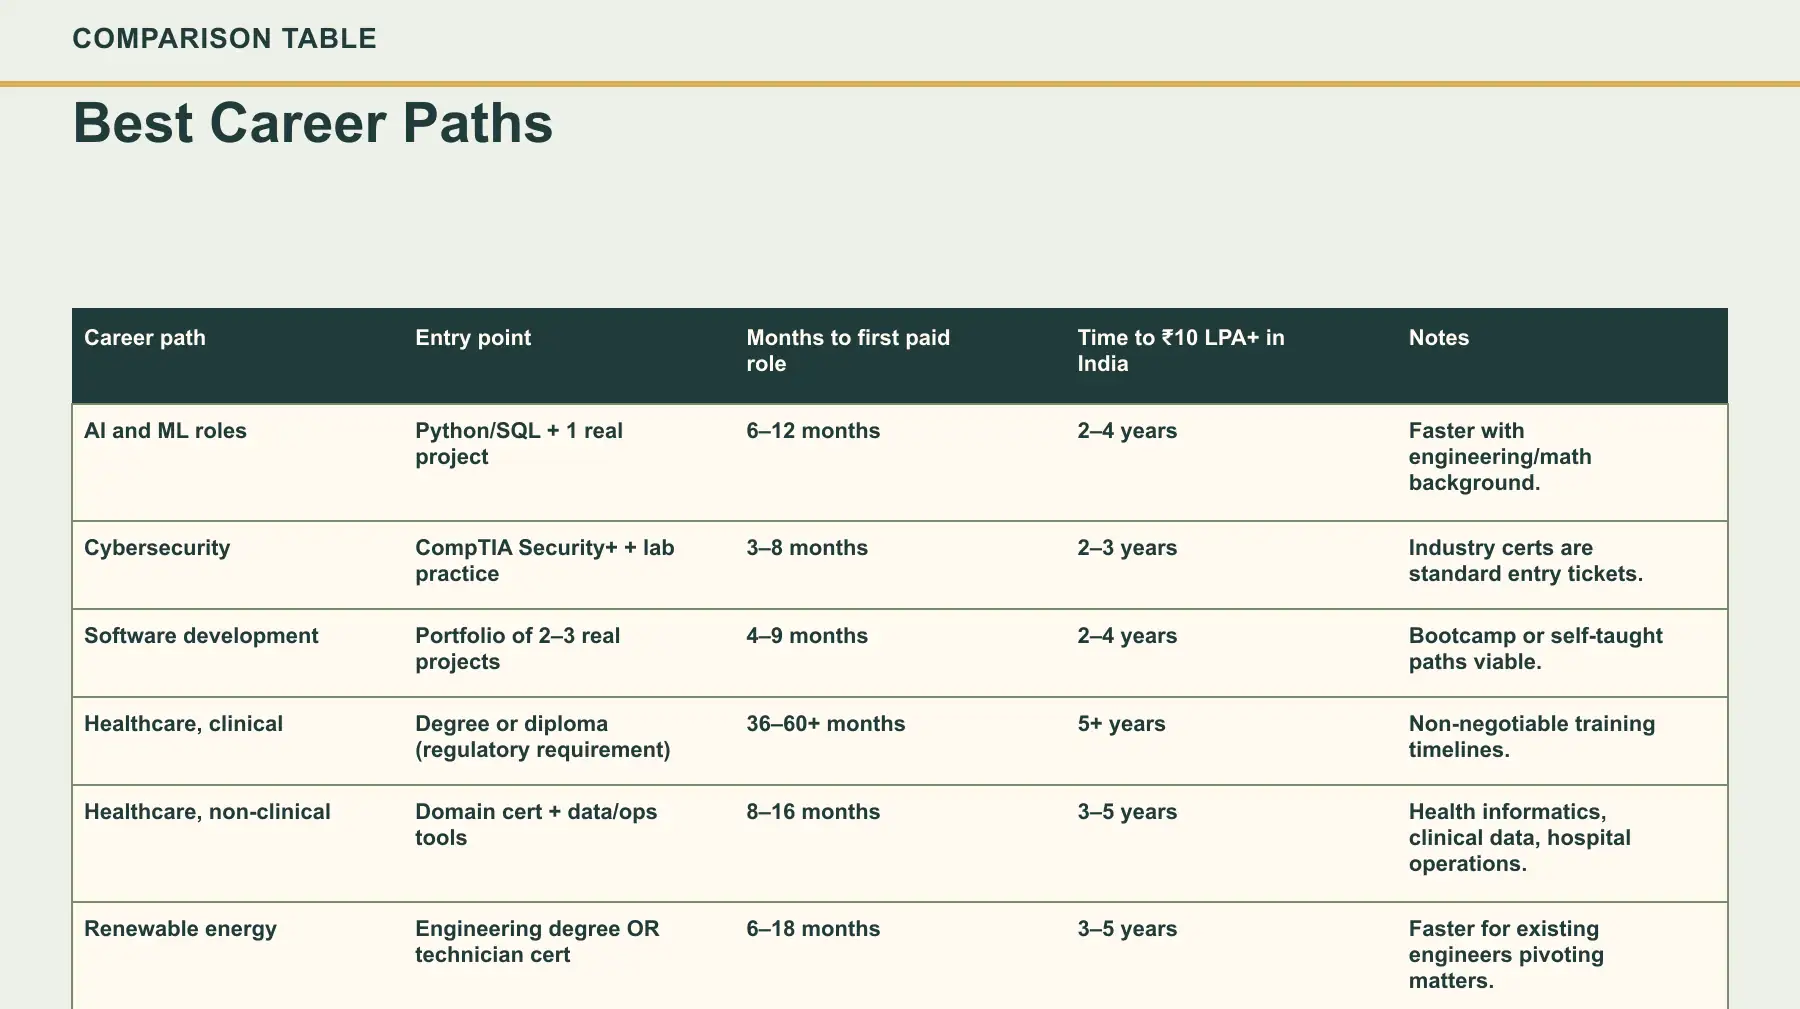 COMPARISON TABLE
Best Career Paths
Career path
Entry point
Months to first paid
role
Time to ₹10 LPA+ in
India
Notes
AI and ML roles
Python/SQL + 1 real
project
6–12 months
2–4 years
Faster with
engineering/math
background.
Cybersecurity
CompTIA Security+ + lab
practice
3–8 months
2–3 years
Industry certs are
standard entry tickets.
Software development
Portfolio of 2–3 real
projects
4–9 months
2–4 years
Bootcamp or self-taught
paths viable.
Healthcare, clinical
Degree or diploma
(regulatory requirement)
36–60+ months
5+ years
Non-negotiable training
timelines.
Healthcare, non-clinical
Domain cert + data/ops
tools
8–16 months
3–5 years
Health informatics,
clinical data, hospital
operations.
Renewable energy
Engineering degree OR
technician cert
6–18 months
3–5 years
Faster for existing
engineers pivoting
matters.